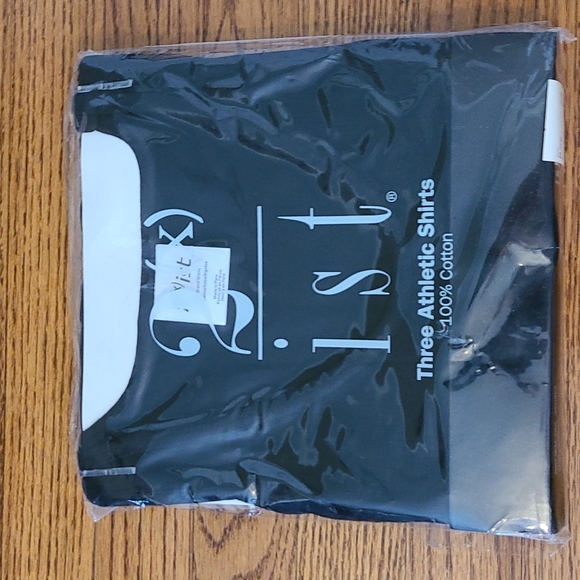 2(x)
ist®
Three Athletic Shirts
100% Cotton